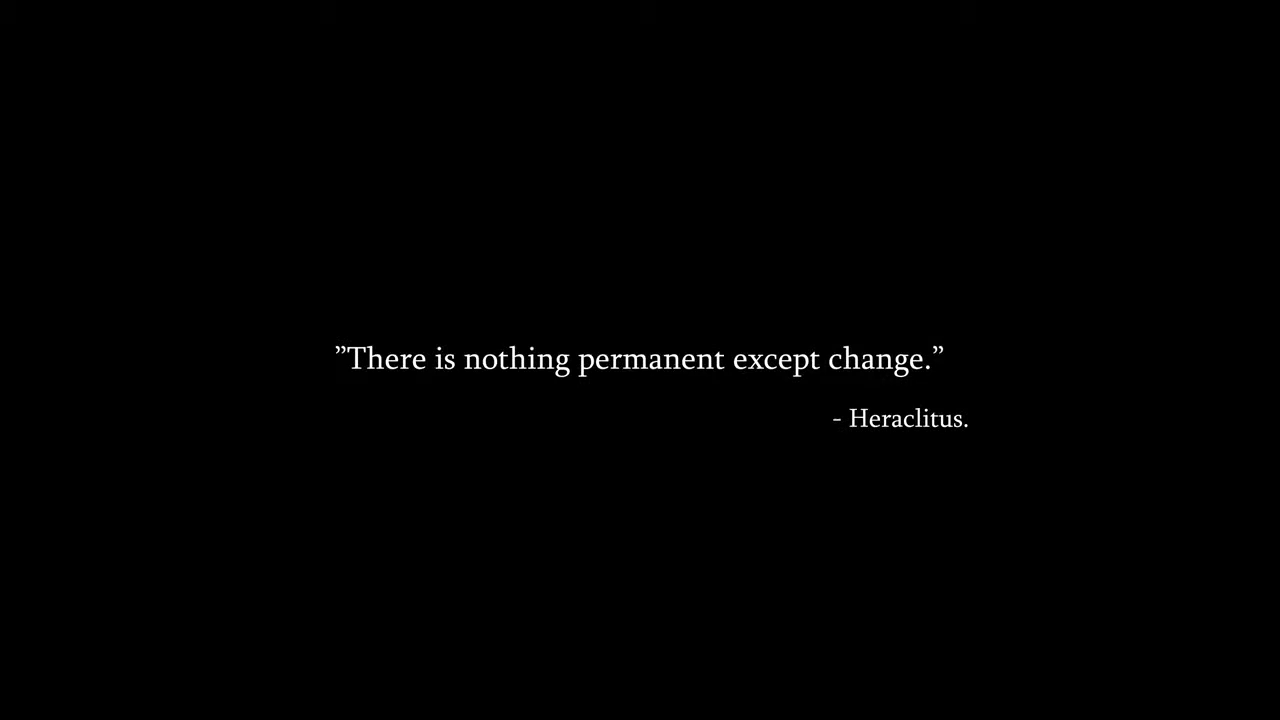 ”There is nothing permanent except change.”
- Heraclitus.